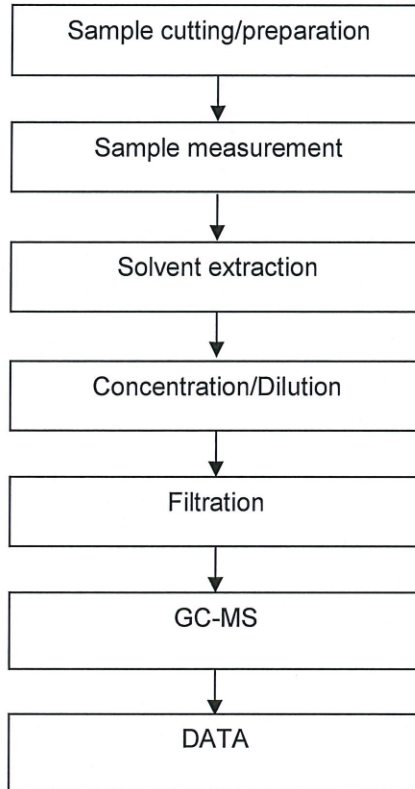 Sample cutting/preparation
Sample measurement
Solvent extraction
Concentration/Dilution
Filtration
GC-MS
DATA